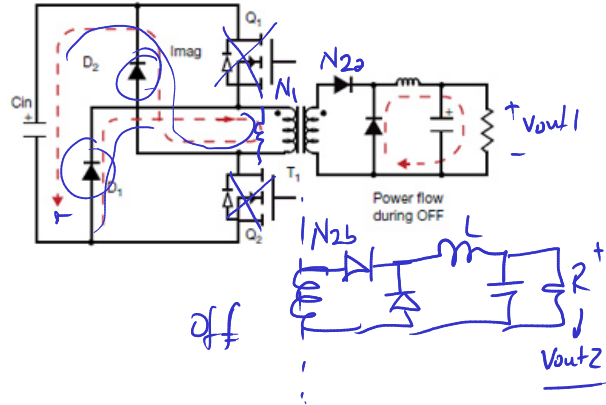 Q1
D2
Imag
N2a
N1
Cin
+
+
+
Vout1
-
D1
T1
Power flow
during OFF
Q2
N2b
L
+
R
off
Vout2